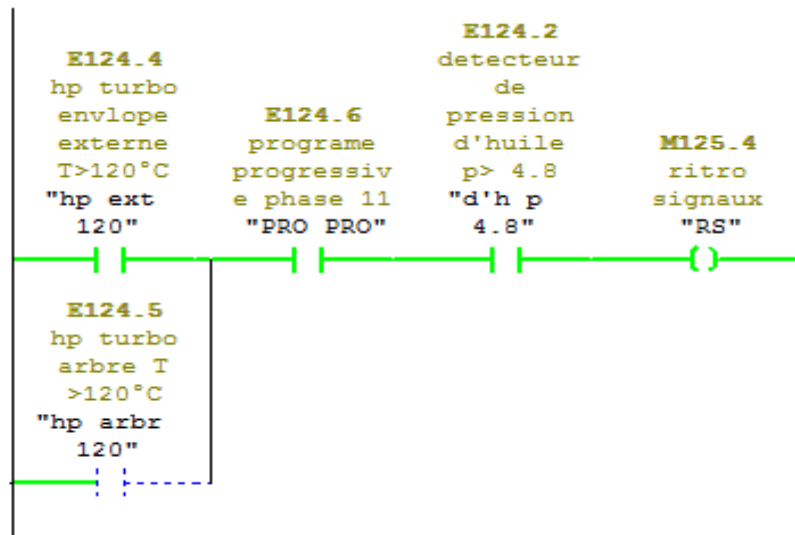 E124.4
hp turbo
envlope
externe
T>120°C
"hp ext
120"
E124.6
programe
progressiv
e phase 11
"PRO PRO"
E124.2
detecteur
de
pression
d'huile
p> 4.8
"d'h p
4.8"
M125.4
ritro
signaux
"RS"
E124.5
hp turbo
arbre T
>120°C
"hp arbr
120"